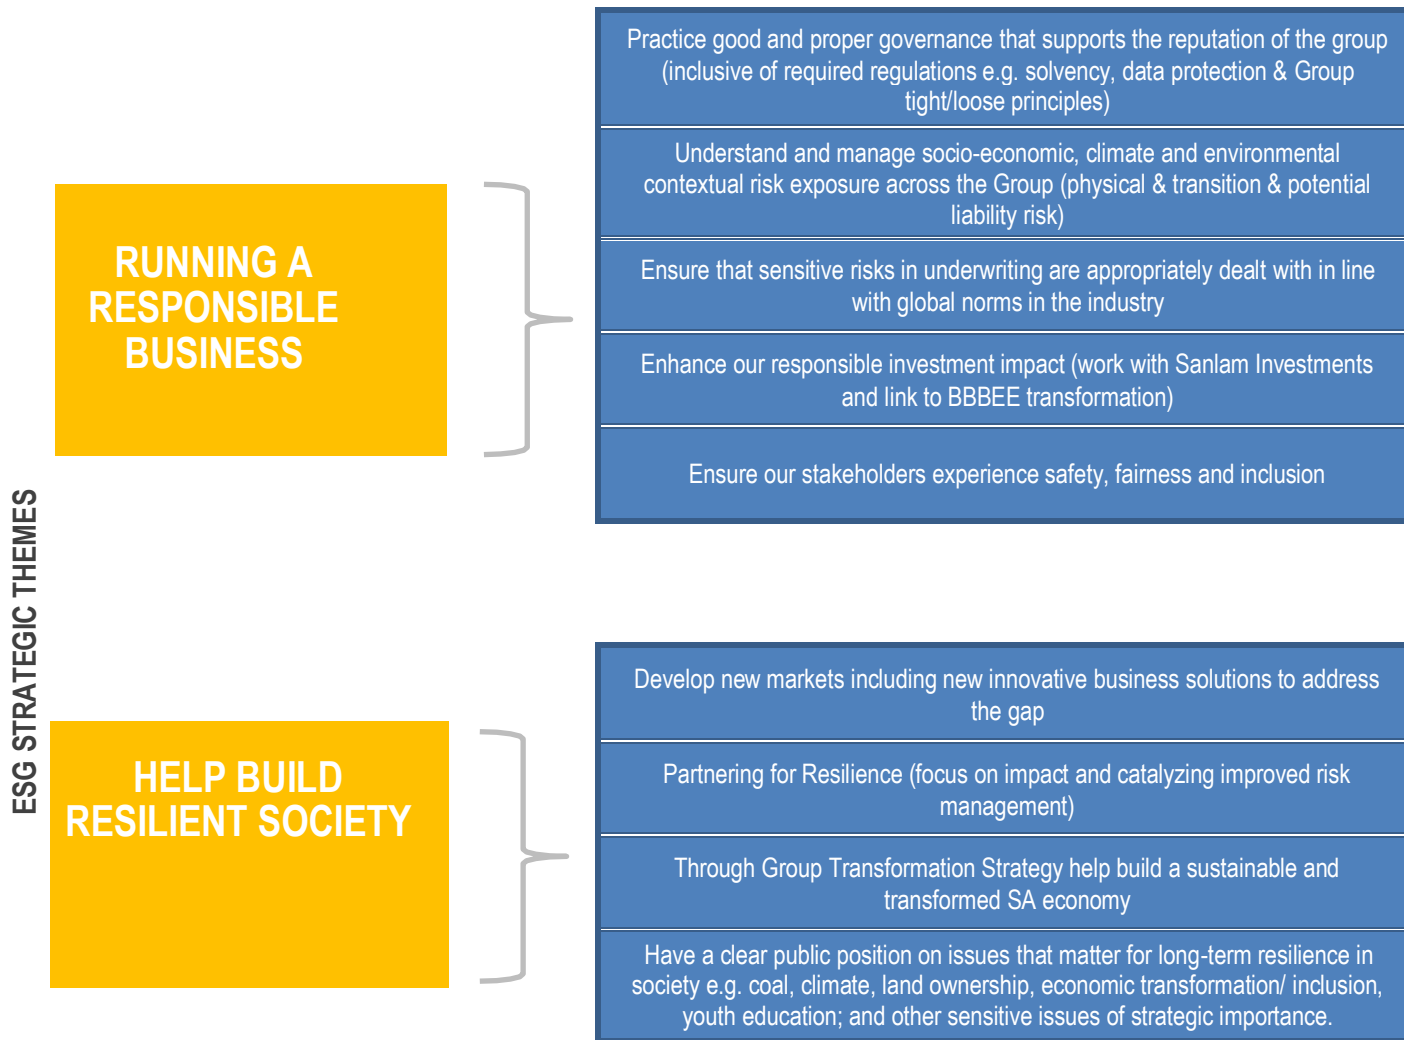 ESG STRATEGIC THEMES
RUNNING A
RESPONSIBLE
BUSINESS
Practice good and proper governance that supports the reputation of the group
(inclusive of required regulations e.g. solvency, data protection & Group
tight/loose principles)
Understand and manage socio-economic, climate and environmental
contextual risk exposure across the Group (physical & transition & potential
liability risk)
Ensure that sensitive risks in underwriting are appropriately dealt with in line
with global norms in the industry
Enhance our responsible investment impact (work with Sanlam Investments
and link to BBBEE transformation)
Ensure our stakeholders experience safety, fairness and inclusion
HELP BUILD
RESILIENT SOCIETY
Develop new markets including new innovative business solutions to address
the gap
Partnering for Resilience (focus on impact and catalyzing improved risk
management)
Through Group Transformation Strategy help build a sustainable and
transformed SA economy
Have a clear public position on issues that matter for long-term resilience in
society e.g. coal, climate, land ownership, economic transformation/ inclusion,
youth education; and other sensitive issues of strategic importance.